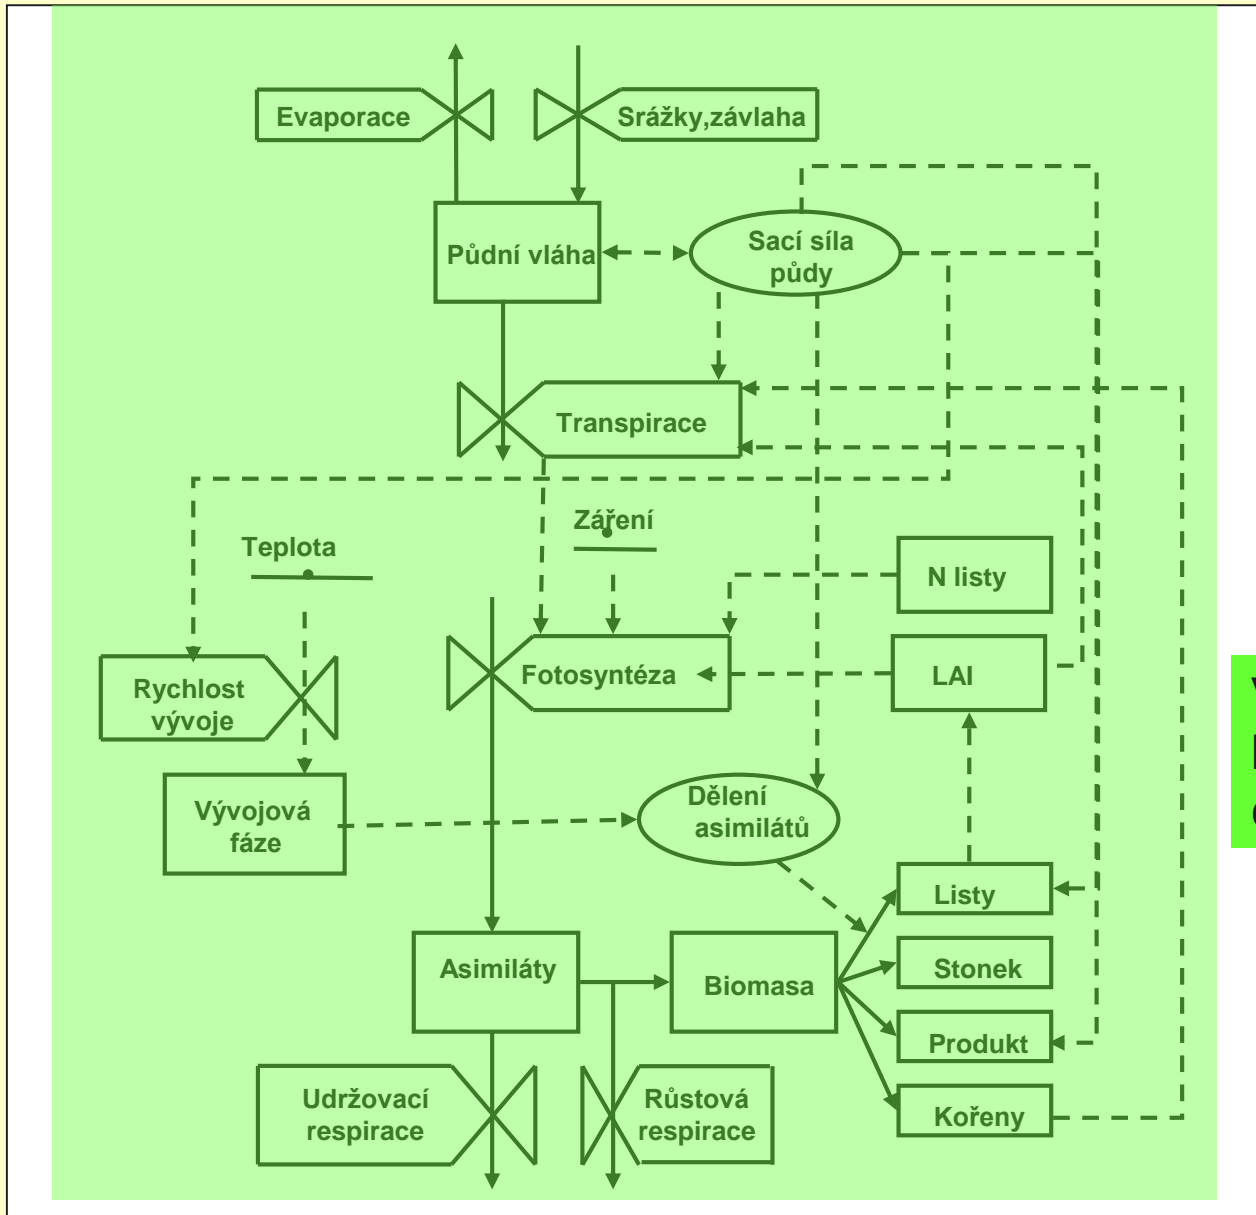 Evaporace
Srážky,závlaha
Půdní vláha
Sací síla
půdy
Transpirace
Záření
Teplota
N listy
Rychlost
vývoje
Fotosyntéza
LAI
Vývojová
fáze
Dělení
asimilátů
Listy
Asimiláty
Biomasa
Stonek
Produkt
Udržovací
respirace
Růstová
respirace
Kořeny